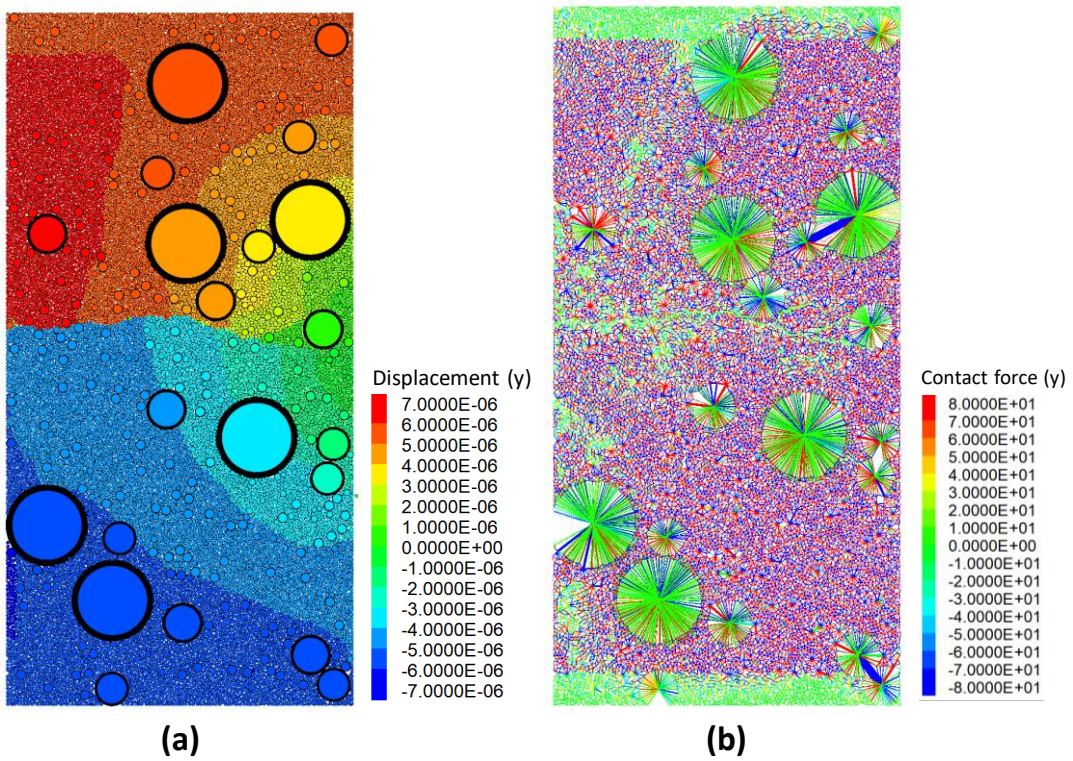 Displacement (y)
7.0000E-06
6.0000E-06
5.0000E-06
4.0000E-06
3.0000E-06
2.0000E-06
1.0000E-06
0.0000E+00
-1.0000E-06
-2.0000E-06
-3.0000E-06
-4.0000E-06
-5.0000E-06
-6.0000E-06
-7.0000E-06
(a)
Contact force (y)
8.0000E+01
7.0000E+01
6.0000E+01
5.0000E+01
4.0000E+01
3.0000E+01
2.0000E+01
1.0000E+01
0.0000E+00
-1.0000E+01
-2.0000E+01
-3.0000E+01
-4.0000E+01
-5.0000E+01
-6.0000E+01
-7.0000E+01
-8.0000E+01
(b)